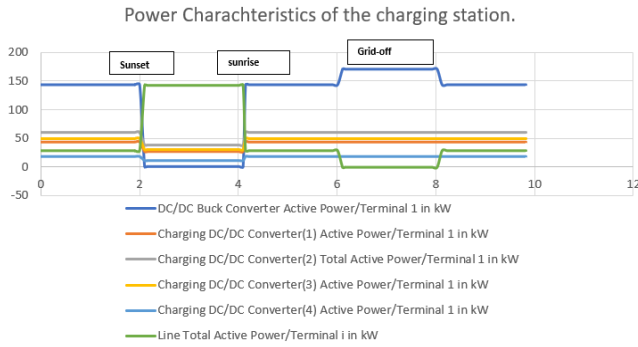 Power Charachteristics of the charging station.
200
150
100
50
0
-50
Sunset
sunrise
Grid-off
0 2 4 6 8 10 12
DC/DC Buck Converter Active Power/Terminal 1 in kW
Charging DC/DC Converter(1) Active Power/Terminal 1 in kW
Charging DC/DC Converter(2) Total Active Power/Terminal 1 in kW
Charging DC/DC Converter(3) Active Power/Terminal 1 in kW
Charging DC/DC Converter(4) Active Power/Terminal 1 in kW
Line Total Active Power/Terminal i in kW